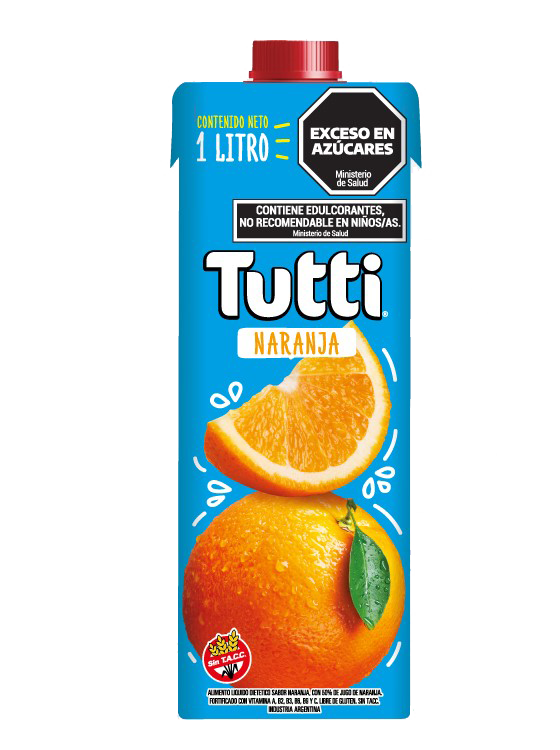 CONTENIDO NETO
1 LITRO
EXCESO EN
AZÚCARES
Ministerio
de Salud
CONTIENE EDULCORANTES,
NO RECOMENDABLE EN NIÑOS/AS.
Ministerio de Salud
Tutti
NARANJA
Sin T.A.C.C.
ALIMENTO LIQUIDO DIETETICO SABOR NARANJA, CON 50% DE JUGO DE NARANJA.
FORTIFICADO CON VITAMINA A, B2, B3, B6, B9 Y C. LIBRE DE GLUTEN. SIN TACC.
INDUSTRIA ARGENTINA